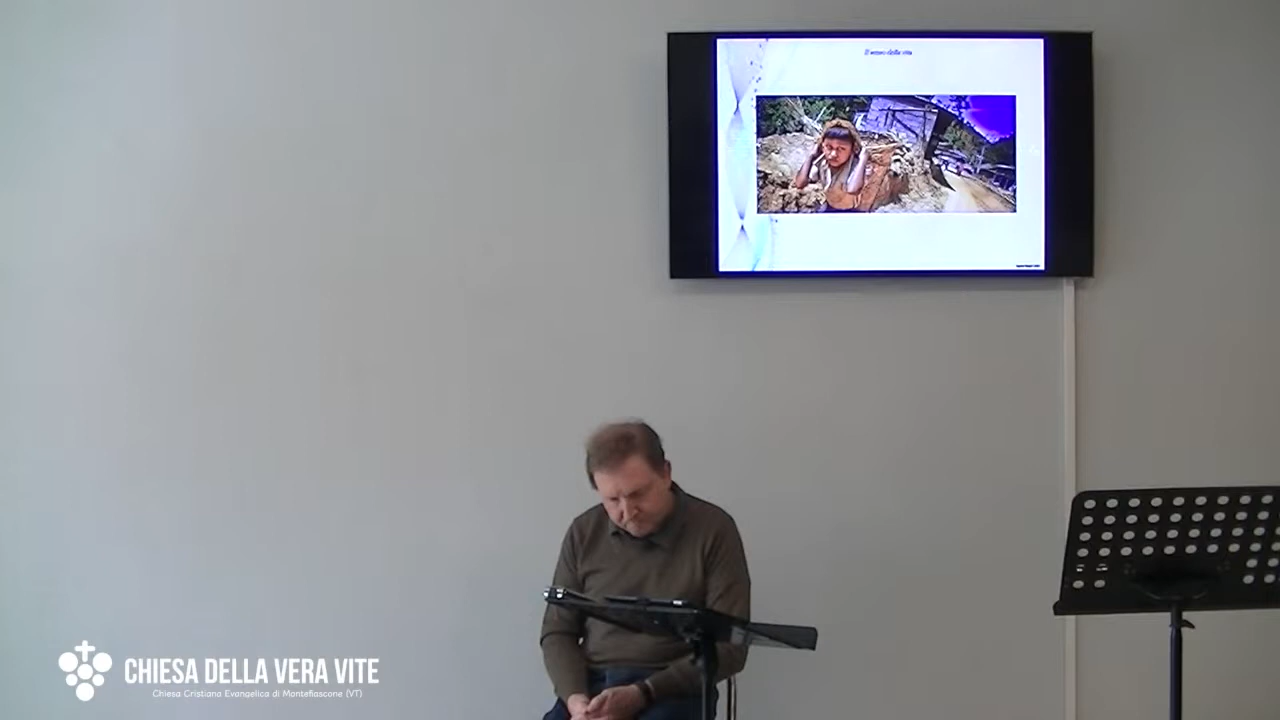 Il senso della vita
CHIESA DELLA VERA VITE
Chiesa Cristiana Evangelica di Montefiascone (VT)